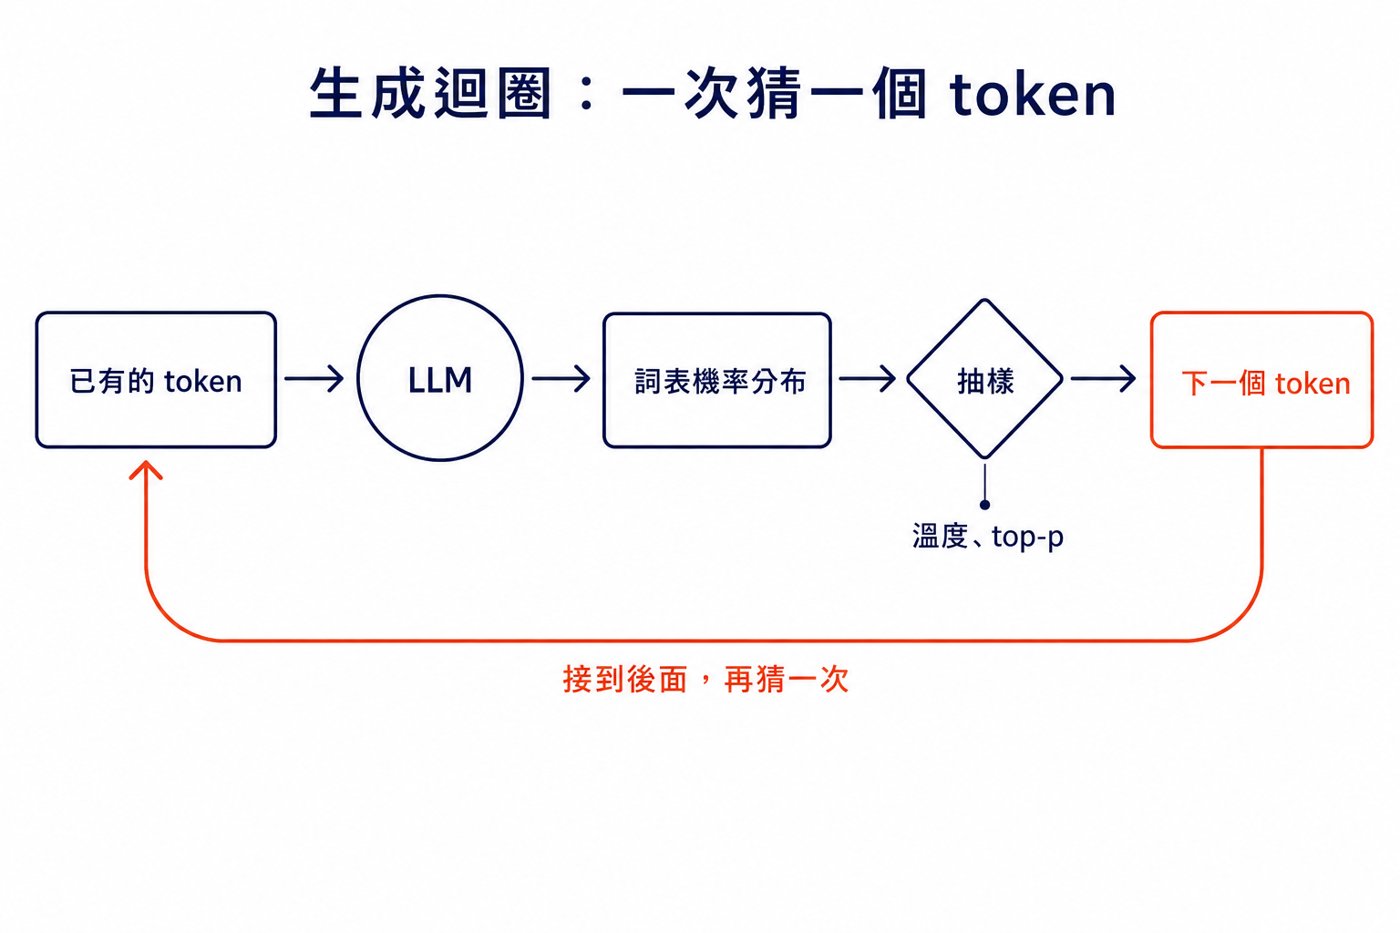 生成迴圈：一次猜一個 token
已有的 token
LLM
詞表機率分布
抽樣
下一個 token
溫度、top-p
接到後面，再猜一次